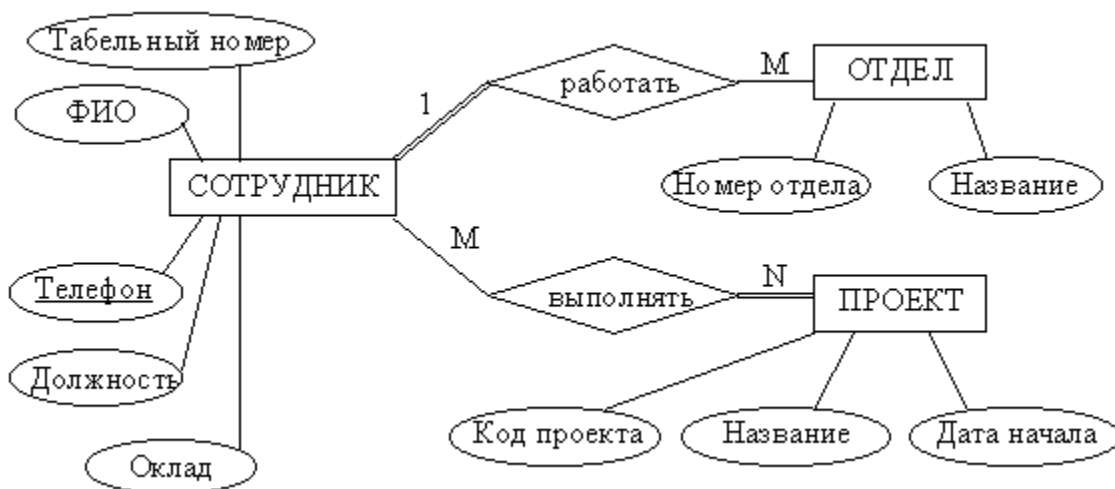 Табельный номер
ФИО
СОТРУДНИК
Телефон
Должность
Оклад
1
работать
M
ОТДЕЛ
Номер отдела
Название
M
выполнять
N
ПРОЕКТ
Код проекта
Название
Дата начала